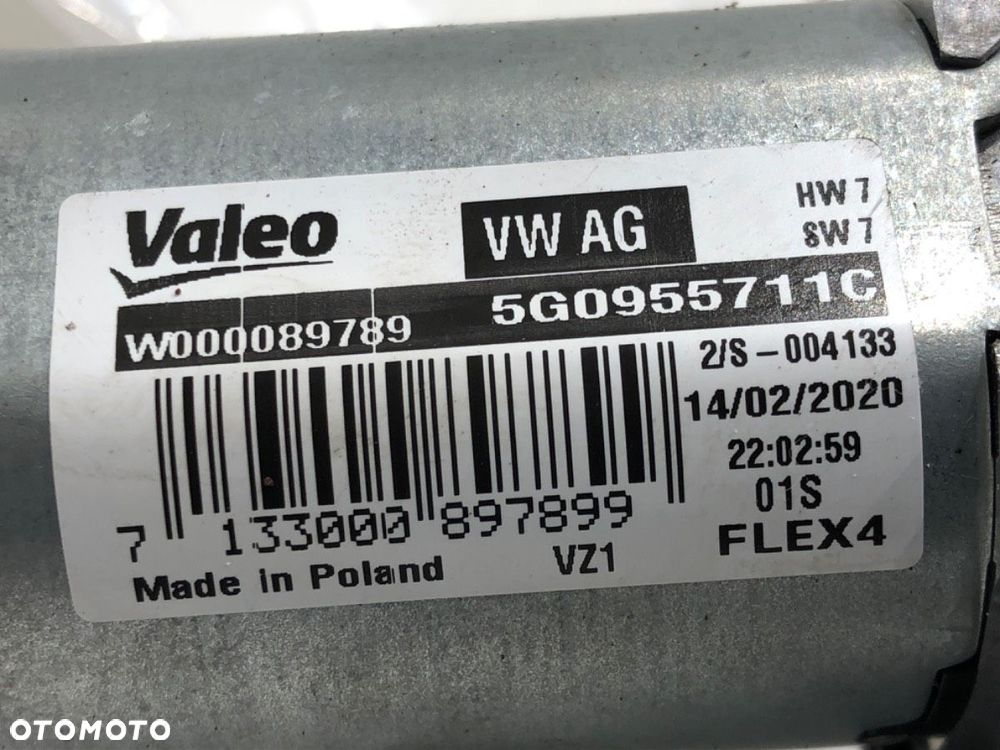 Valeo
VW AG
HW 7
SW 7
W000089789
5G0955711C
2/S-004133
14/02/2020
22:02:59
01S
FLEX4
7 133000 897899
Made in Poland
VZ1
OTOMOTO